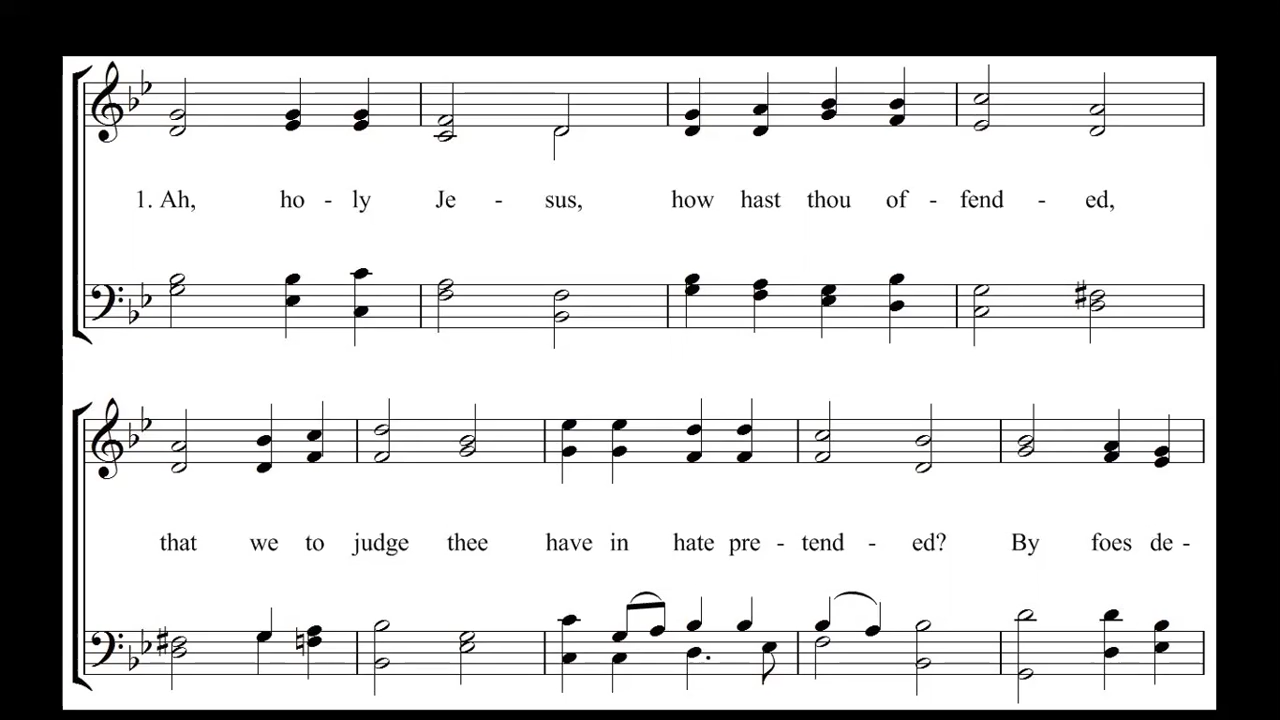 1. Ah, ho - ly Je - sus, how hast thou of - fend - ed,
that we to judge thee have in hate pre - tend - ed? By foes de -